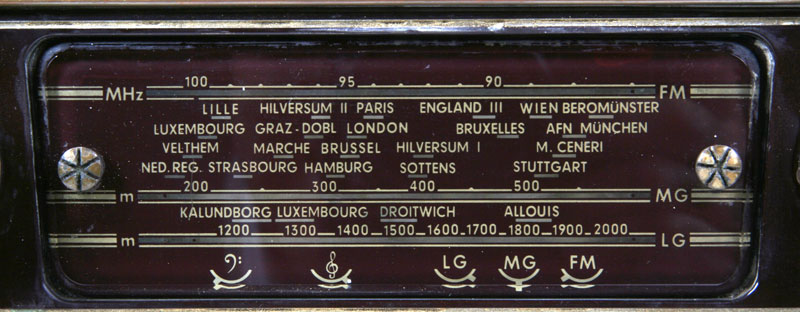 100 95 90
MHz FM
LILLE HILVERSUM II PARIS ENGLAND III WIEN BEROMÜNSTER
LUXEMBOURG GRAZ-DOBL LONDON BRUXELLES AFN MÜNCHEN
VELTHEM MARCHE BRUSSEL HILVERSUM I M. CENERI
NED. REG. STRASBOURG HAMBURG SOTTENS STUTTGART
200 300 400 500
m MG
KALUNDBORG LUXEMBOURG DROITWICH ALLOUIS
1200 1300 1400 1500 1600 1700 1800 1900 2000
m LG
LG MG FM